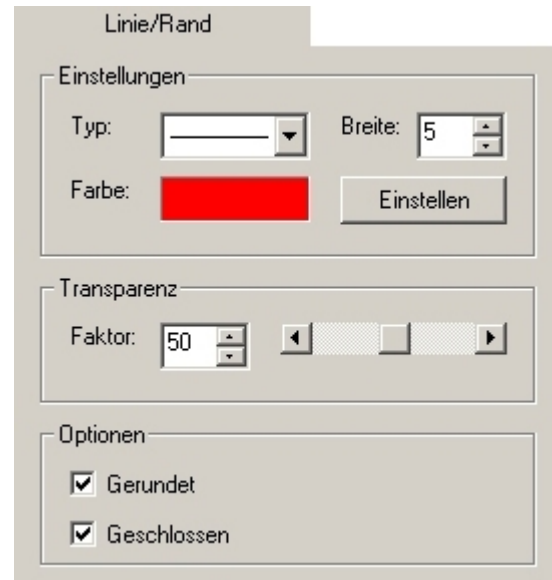 Linie/Rand
Einstellungen
Typ: Breite: 5
Farbe: Einstellen
Transparenz
Faktor: 50
Optionen
Gerundet
Geschlossen